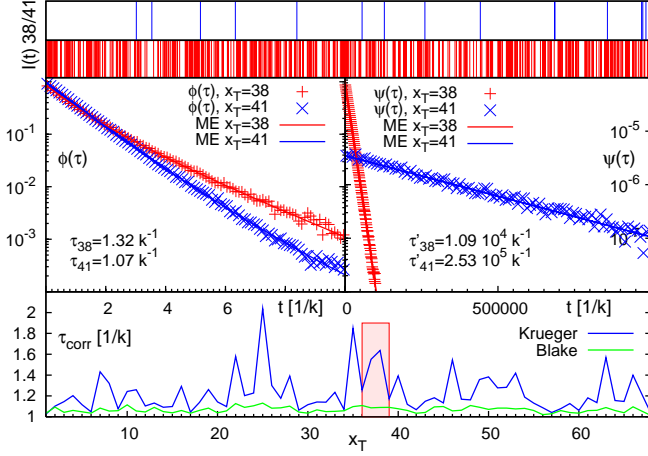 I(t) 38/41
ϕ(τ), x_T=38
ϕ(τ), x_T=41
ME x_T=38
ME x_T=41
ψ(τ), x_T=38
ψ(τ), x_T=41
ME x_T=38
ME x_T=41
10^-1
10^-2
10^-3
ϕ(τ)
10^-5
ψ(τ)
10^-6
τ_38=1.32 k^-1
τ_41=1.07 k^-1
τ'_38=1.09 10^4 k^-1
τ'_41=2.53 10^5 k^-1
2 4 6 t [1/k] 0 500000 t [1/k]
τ_corr [1/k]
Krueger
Blake
2
1.8
1.6
1.4
1.2
1
10 20 30 40 50 60
x_T